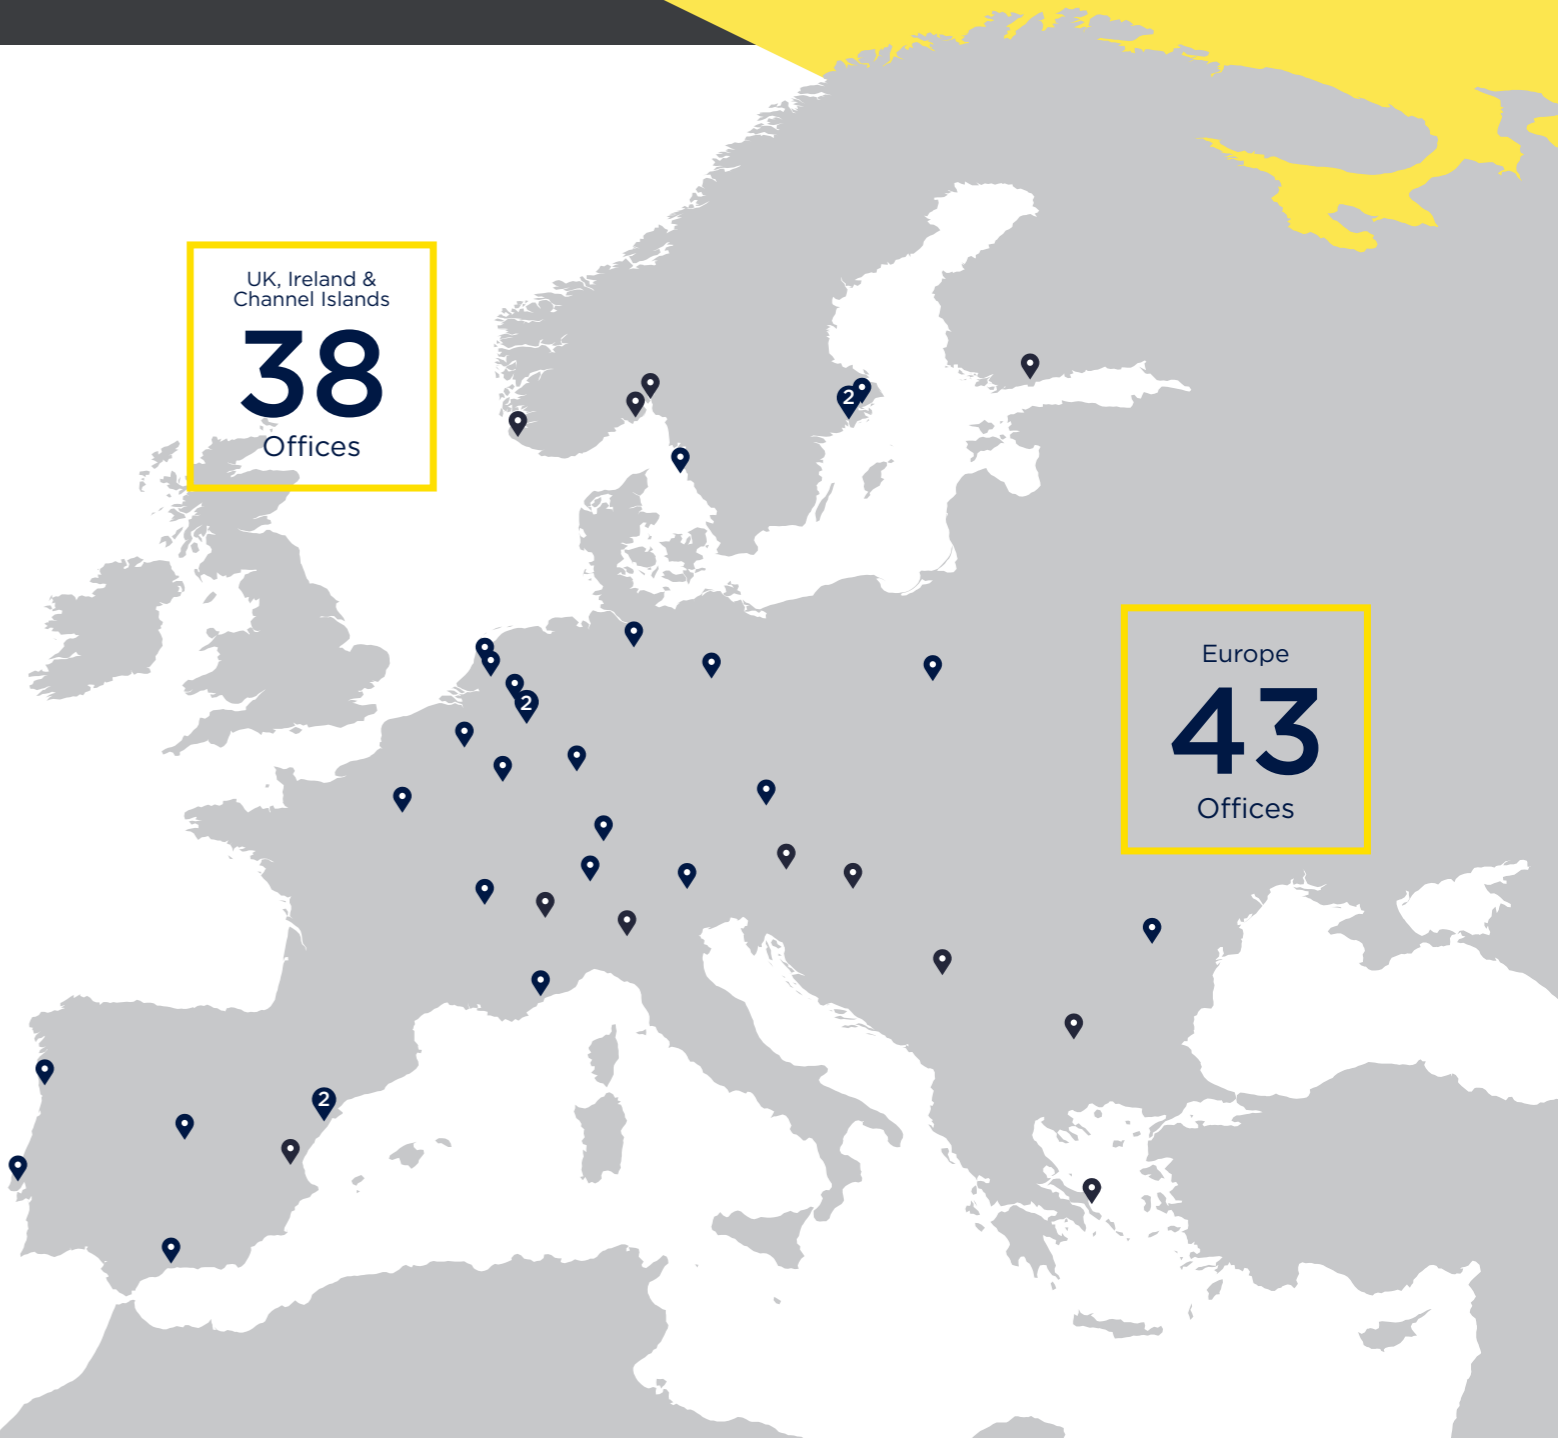 UK, Ireland &
Channel Islands
38
Offices
2
Europe
43
Offices
2
2